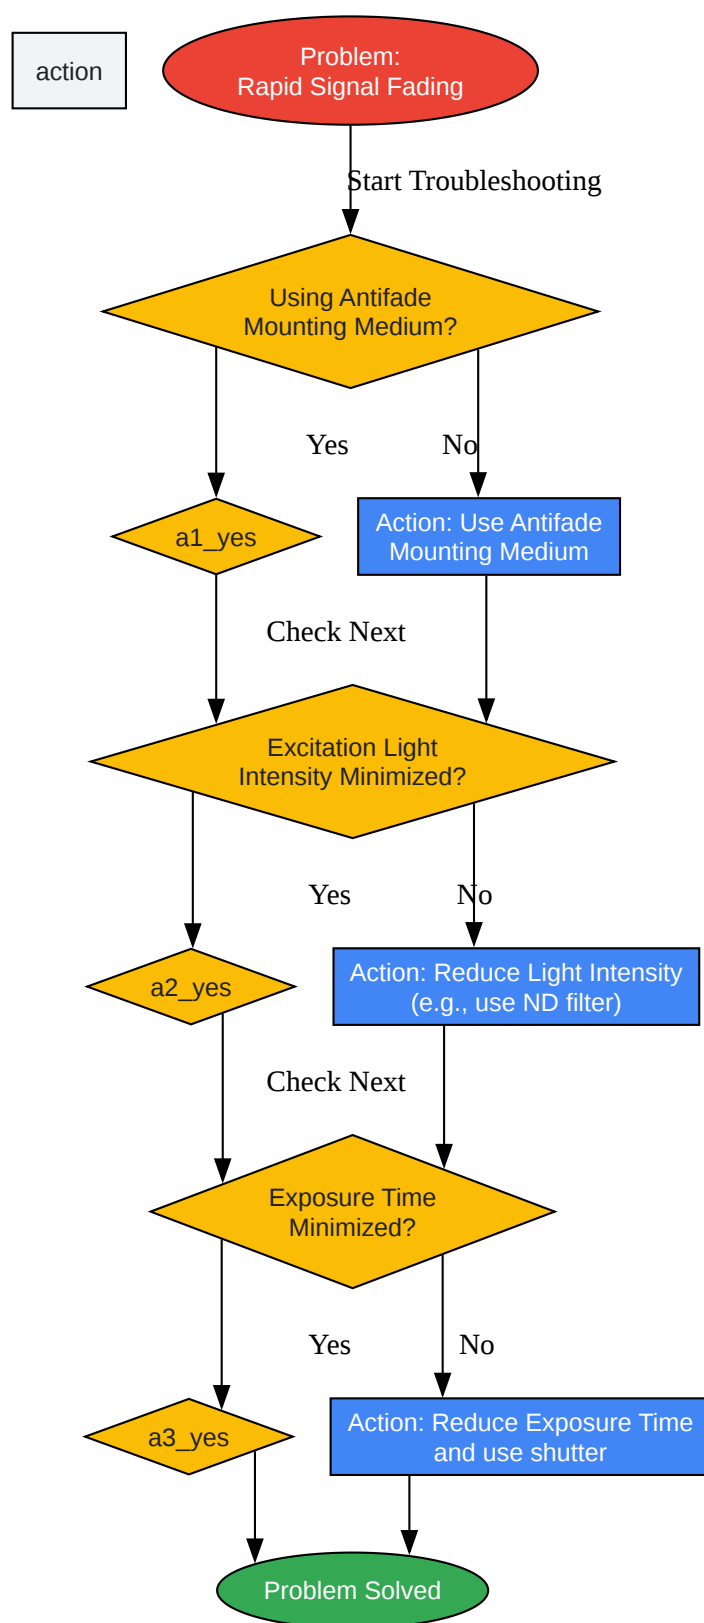 action
Problem:
Rapid Signal Fading
Start Troubleshooting
Using Antifade
Mounting Medium?
Yes
No
a1_yes
Action: Use Antifade
Mounting Medium
Check Next
Excitation Light
Intensity Minimized?
Yes
No
a2_yes
Action: Reduce Light Intensity
(e.g., use ND filter)
Check Next
Exposure Time
Minimized?
Yes
No
a3_yes
Action: Reduce Exposure Time
and use shutter
Problem Solved